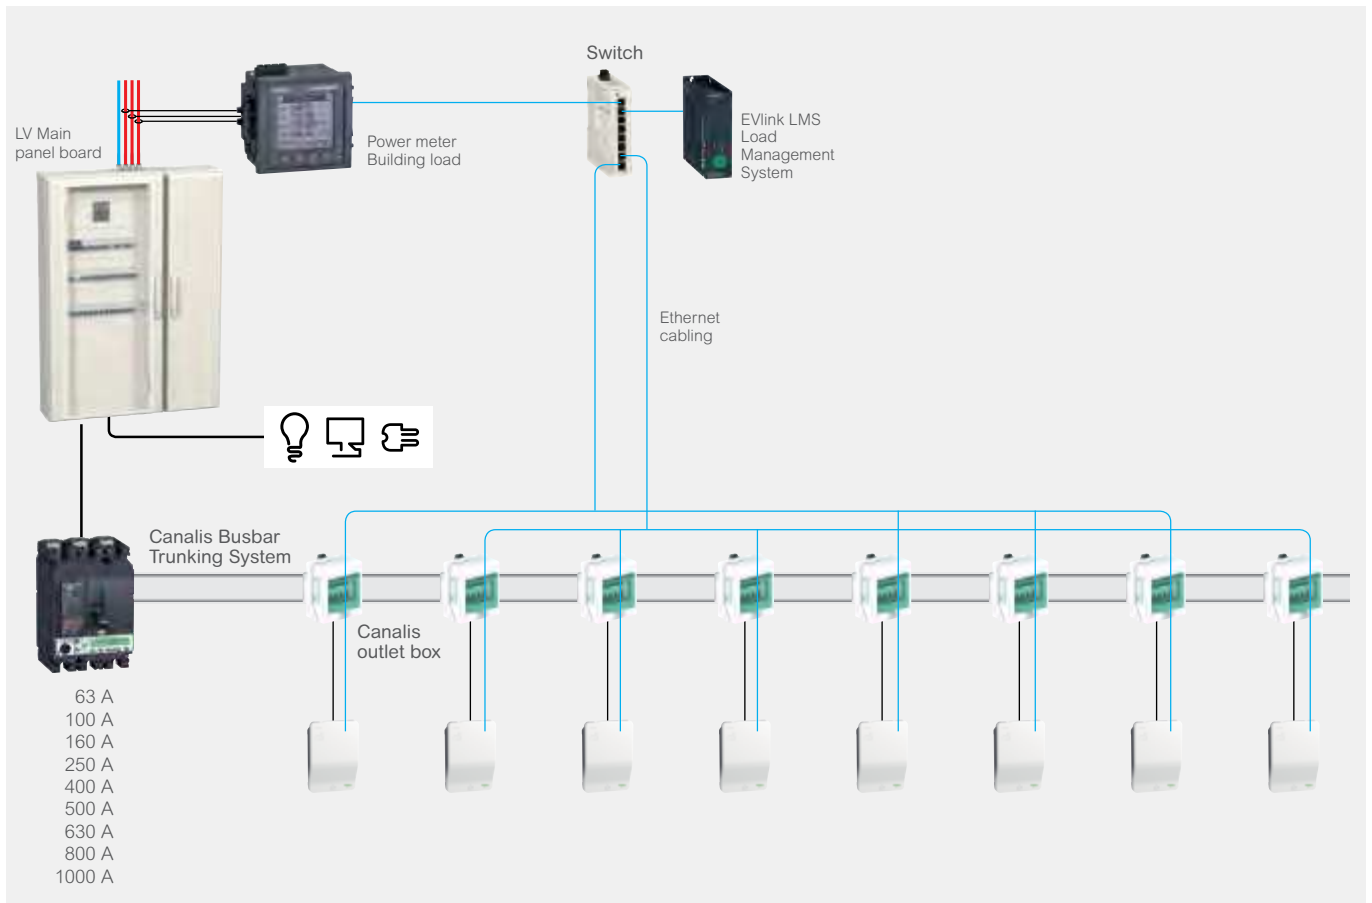 Switch
LV Main
panel board
Power meter
Building load
EVlink LMS
Load
Management
System
Ethernet
cabling
Canalis Busbar
Trunking System
Canalis
outlet box
63 A
100 A
160 A
250 A
400 A
500 A
630 A
800 A
1000 A